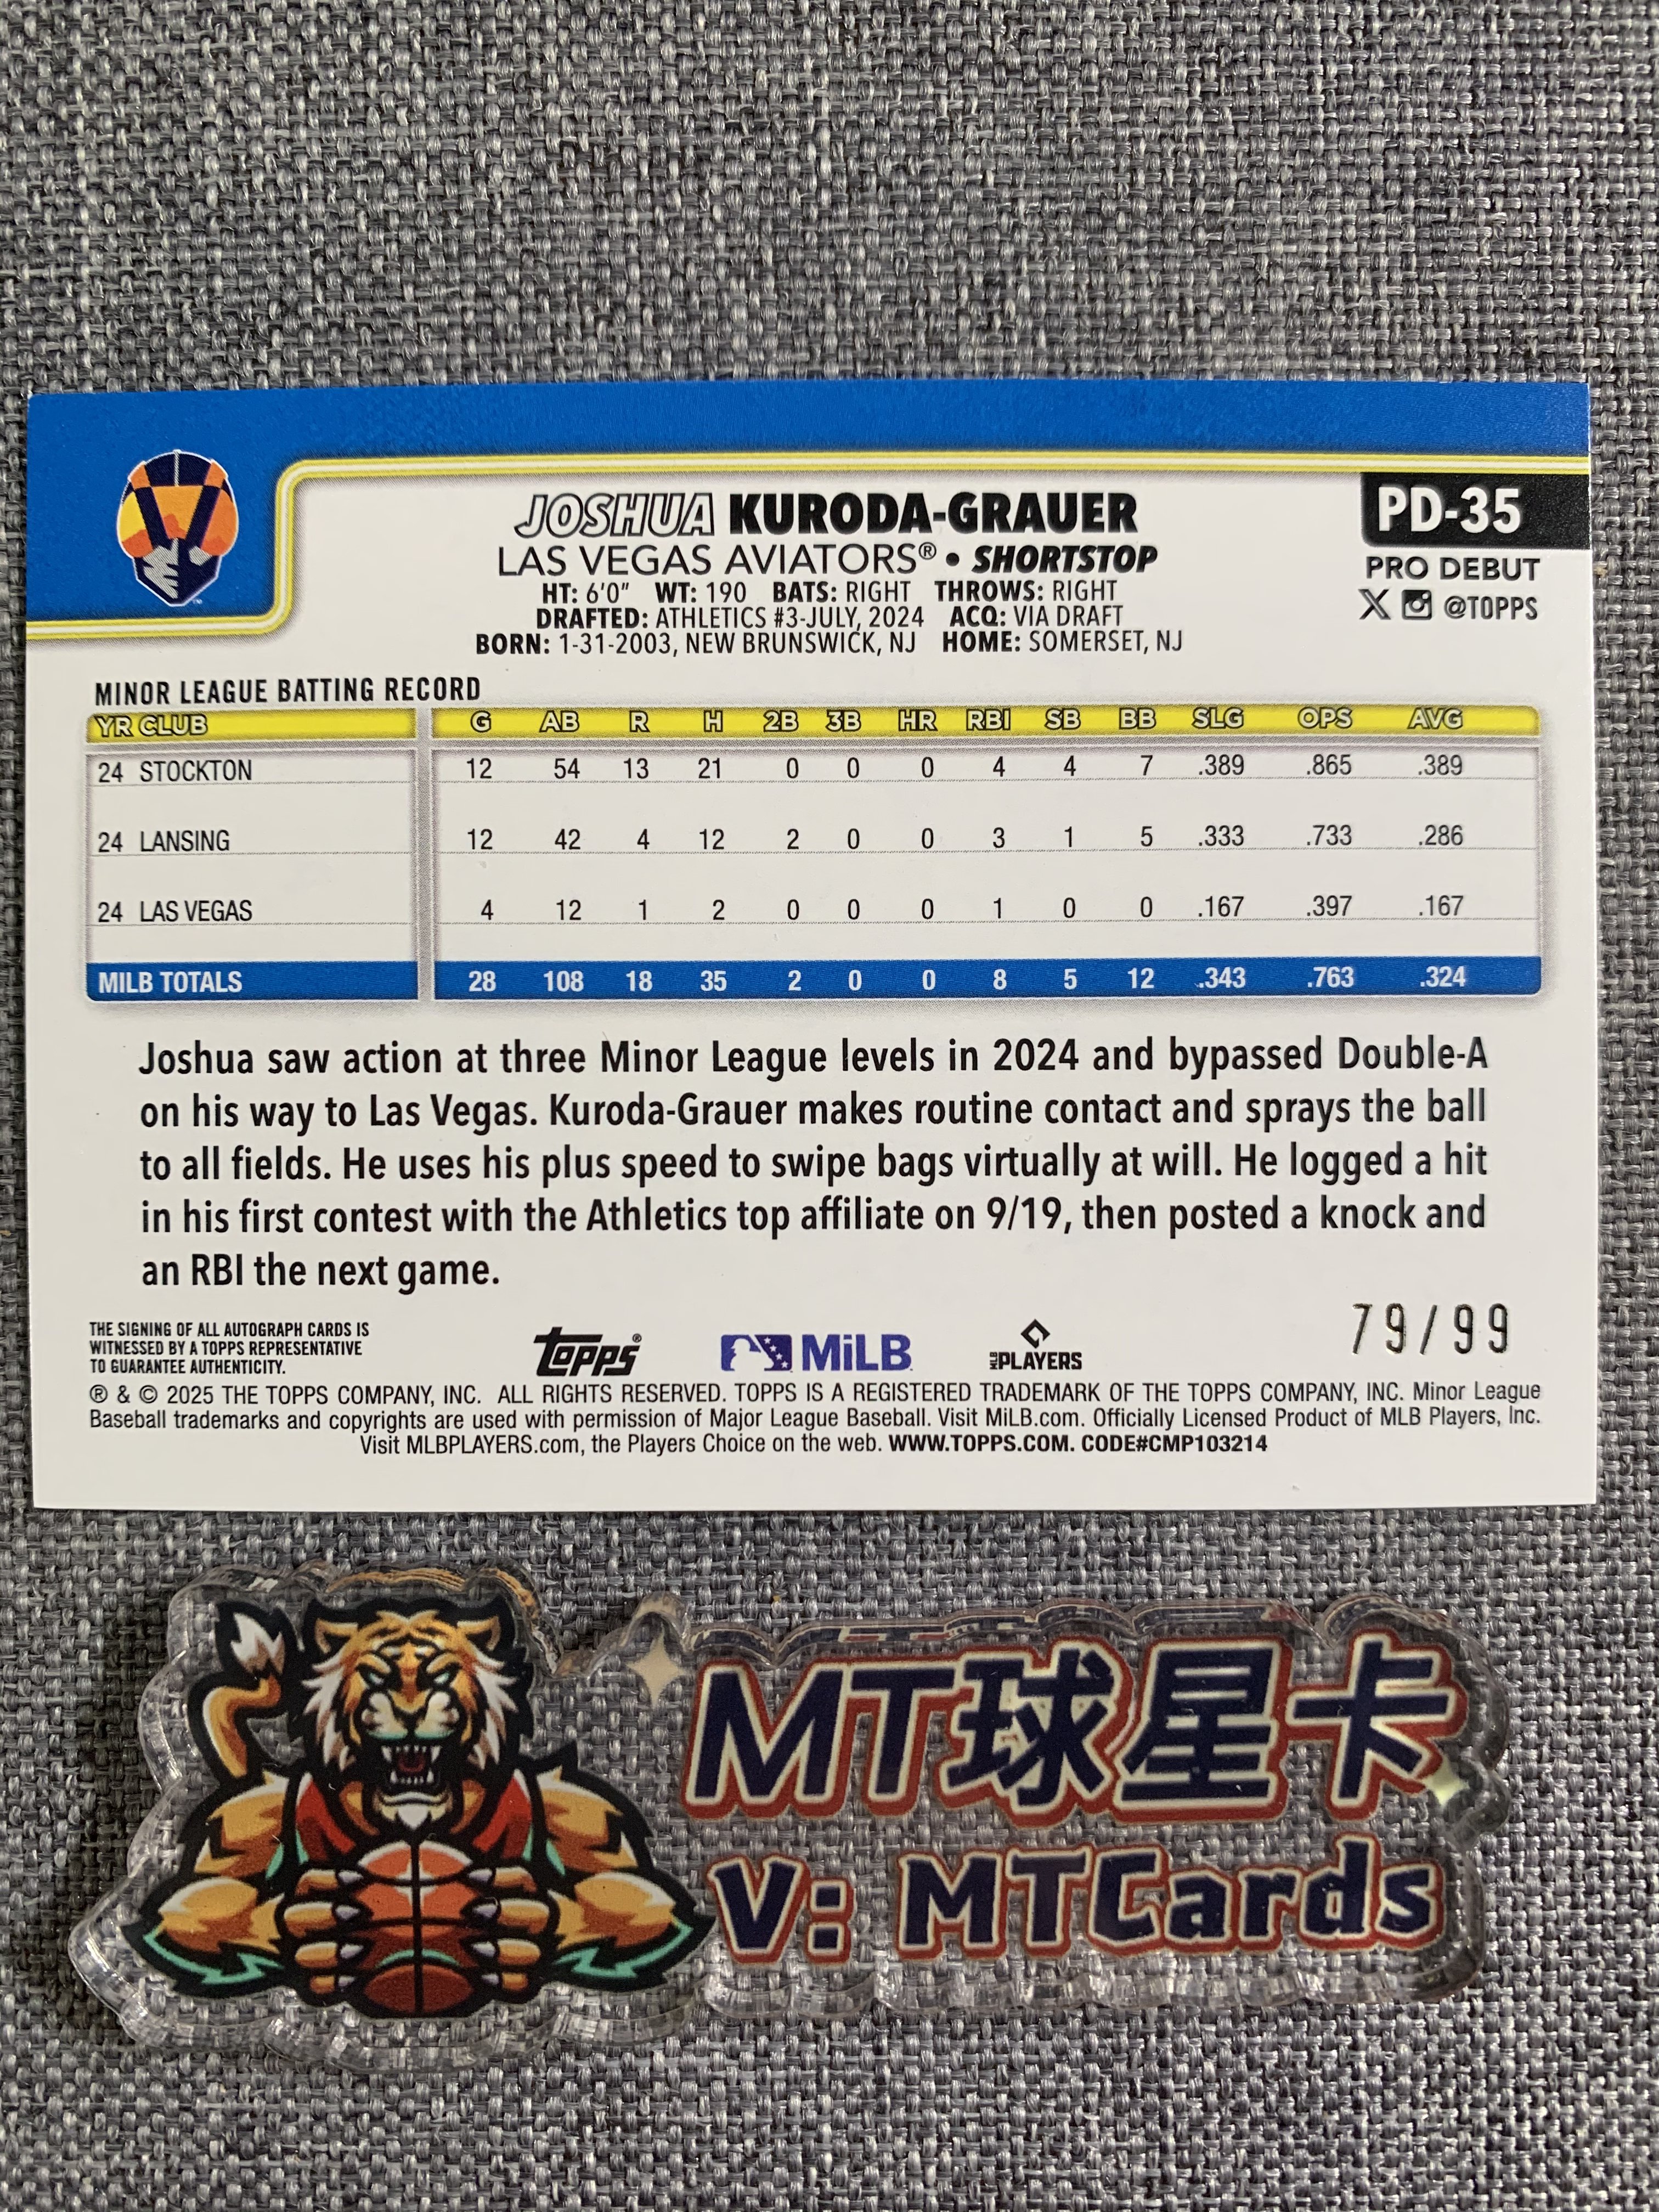 JOSHUA KURODA-GRAUER
LAS VEGAS AVIATORS® • SHORTSTOP
HT: 6'0" WT: 190 BATS: RIGHT THROWS: RIGHT
DRAFTED: ATHLETICS #3-JULY, 2024 ACQ: VIA DRAFT
BORN: 1-31-2003, NEW BRUNSWICK, NJ HOME: SOMERSET, NJ
PD-35
PRO DEBUT
X @TOPPS
MINOR LEAGUE BATTING RECORD
YR CLUB G AB R H 2B 3B HR RBI SB BB SLG OPS AVG
24 STOCKTON 12 54 13 21 0 0 0 4 4 7 .389 .865 .389
24 LANSING 12 42 4 12 2 0 0 3 1 5 .333 .733 .286
24 LAS VEGAS 4 12 1 2 0 0 0 1 0 0 .167 .397 .167
MILB TOTALS 28 108 18 35 2 0 0 8 5 12 .343 .763 .324
Joshua saw action at three Minor League levels in 2024 and bypassed Double-A
on his way to Las Vegas. Kuroda-Grauer makes routine contact and sprays the ball
to all fields. He uses his plus speed to swipe bags virtually at will. He logged a hit
in his first contest with the Athletics top affiliate on 9/19, then posted a knock and
an RBI the next game.
79/99
THE SIGNING OF ALL AUTOGRAPH CARDS IS
WITNESSED BY A TOPPS REPRESENTATIVE
TO GUARANTEE AUTHENTICITY.
Topps®
MiLB
MLB PLAYERS
® & © 2025 THE TOPPS COMPANY, INC. ALL RIGHTS RESERVED. TOPPS IS A REGISTERED TRADEMARK OF THE TOPPS COMPANY, INC. Minor League
Baseball trademarks and copyrights are used with permission of Major League Baseball. Visit MiLB.com. Officially Licensed Product of MLB Players, Inc.
Visit MLBPLAYERS.com, the Players Choice on the web. WWW.TOPPS.COM. CODE#CMP103214
MT球星卡
V: MTCards